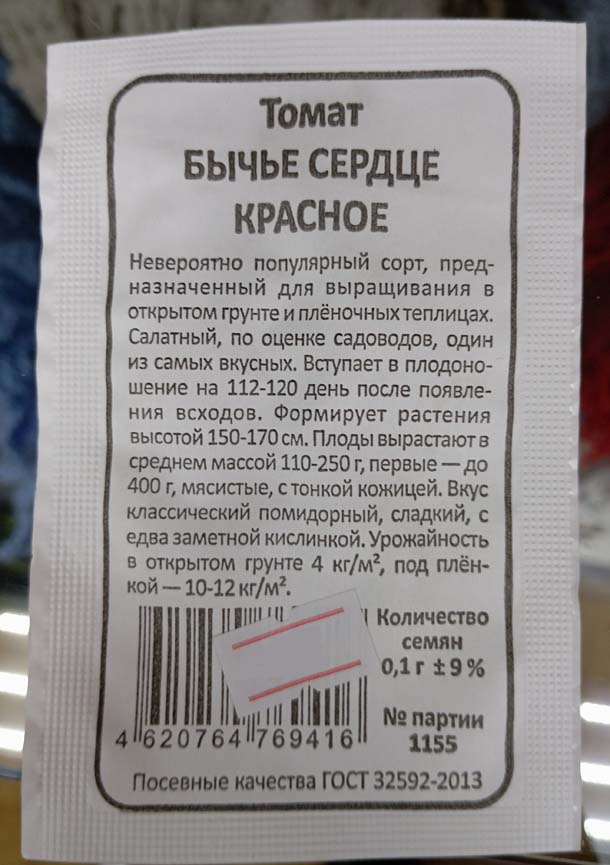 Томат
БЫЧЬЕ СЕРДЦЕ
КРАСНОЕ
Невероятно популярный сорт, пред-
назначенный для выращивания в
открытом грунте и плёночных теплицах.
Салатный, по оценке садоводов, один
из самых вкусных. Вступает в плодоно-
шение на 112-120 день после появле-
ния всходов. Формирует растения
высотой 150-170 см. Плоды вырастают в
среднем массой 110-250 г, первые — до
400 г, мясистые, с тонкой кожицей. Вкус
классический помидорный, сладкий, с
едва заметной кислинкой. Урожайность
в открытом грунте 4 кг/м², под плён-
кой — 10-12 кг/м².
Количество
семян
0,1 г ±9 %
№ партии
1155
4 620764 769416
Посевные качества ГОСТ 32592-2013